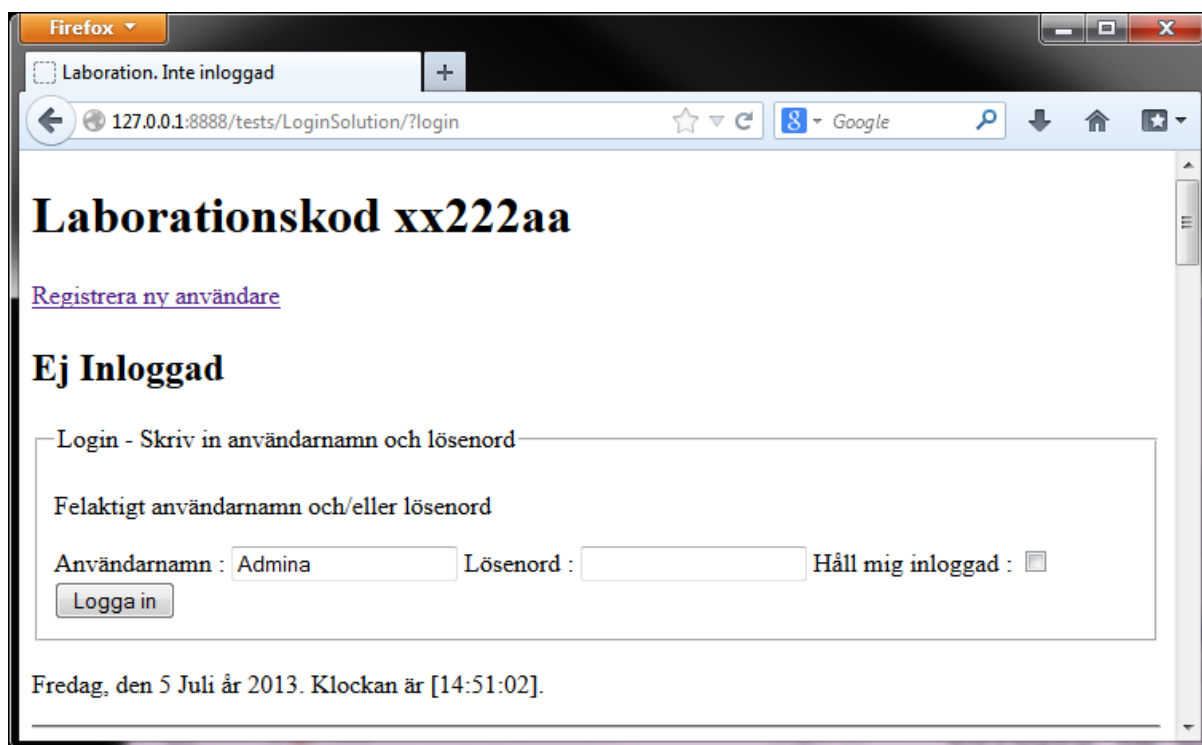 Firefox
Laboration. Inte inloggad
127.0.0.1:8888/tests/LoginSolution/?login
8 Google
Laborationskod xx222aa
Registrera ny användare
Ej Inloggad
Login - Skriv in användarnamn och lösenord
Felaktigt användarnamn och/eller lösenord
Användarnamn : Admina Lösenord : Håll mig inloggad :
Logga in
Fredag, den 5 Juli år 2013. Klockan är [14:51:02].